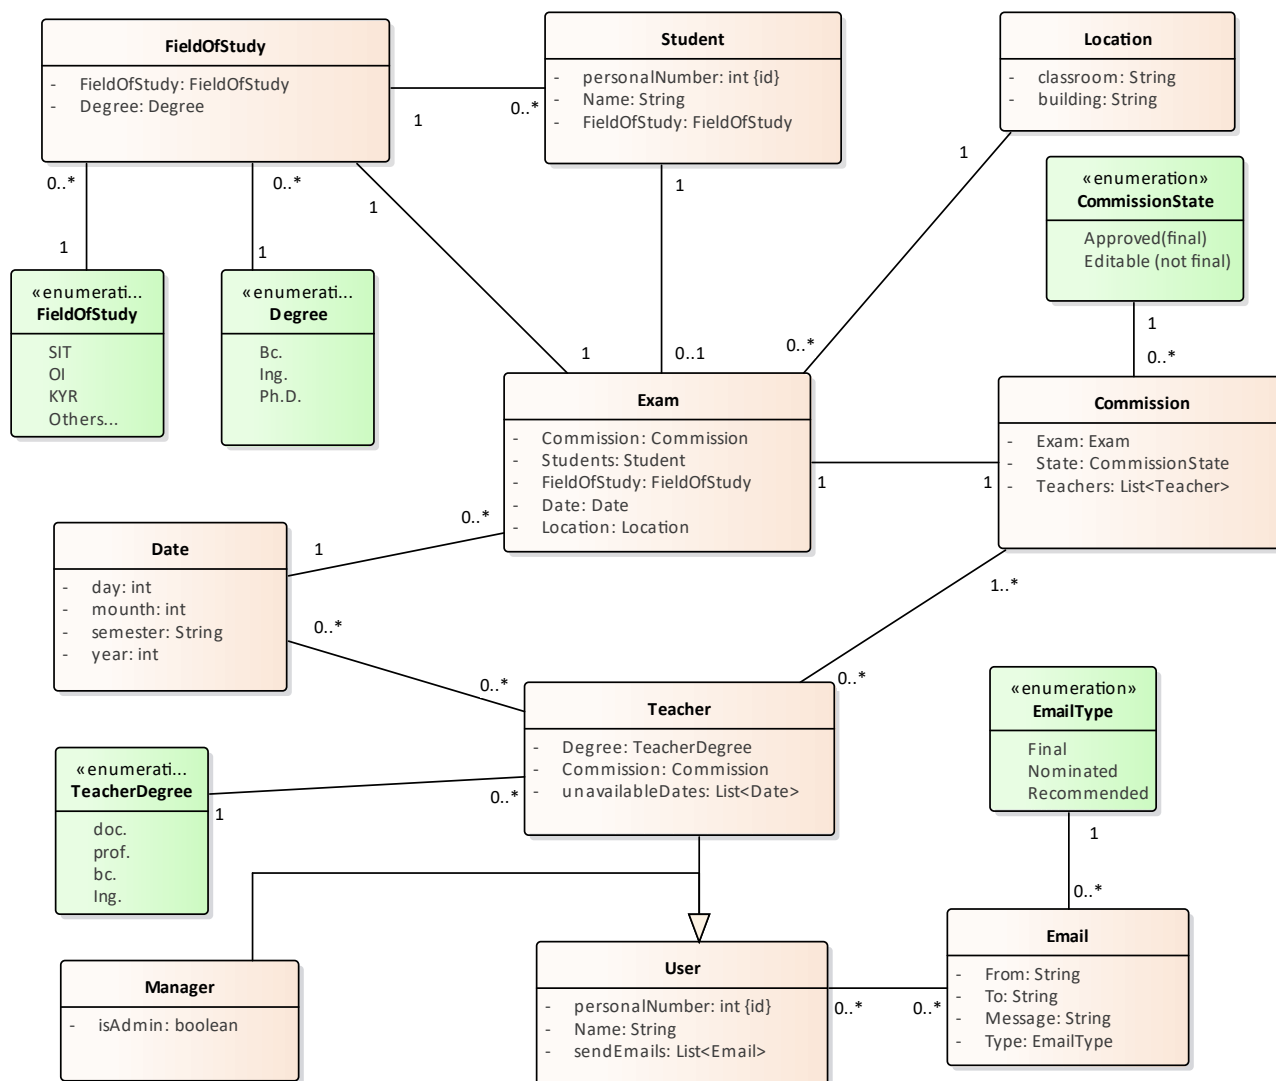 FieldOfStudy
- FieldOfStudy: FieldOfStudy
- Degree: Degree
Student
- personalNumber: int {id}
- Name: String
- FieldOfStudy: FieldOfStudy
Location
- classroom: String
- building: String
1
0..*
0..*
0..*
1
1
1
1
1
«enumeration»
CommissionState
Approved(final)
Editable (not final)
«enumerati...
FieldOfStudy
SIT
OI
KYR
Others...
«enumerati...
Degree
Bc.
Ing.
Ph.D.
1
0..1
0..*
1
0..*
Exam
- Commission: Commission
- Students: Student
- FieldOfStudy: FieldOfStudy
- Date: Date
- Location: Location
Commission
- Exam: Exam
- State: CommissionState
- Teachers: List<Teacher>
1
1
0..*
1
Date
- day: int
- mounth: int
- semester: String
- year: int
0..*
0..*
1..*
0..*
Teacher
- Degree: TeacherDegree
- Commission: Commission
- unavailableDates: List<Date>
«enumeration»
EmailType
Final
Nominated
Recommended
«enumerati...
TeacherDegree
doc.
prof.
bc.
Ing.
0..*
1
1
0..*
Manager
- isAdmin: boolean
User
- personalNumber: int {id}
- Name: String
- sendEmails: List<Email>
0..*
0..*
Email
- From: String
- To: String
- Message: String
- Type: EmailType